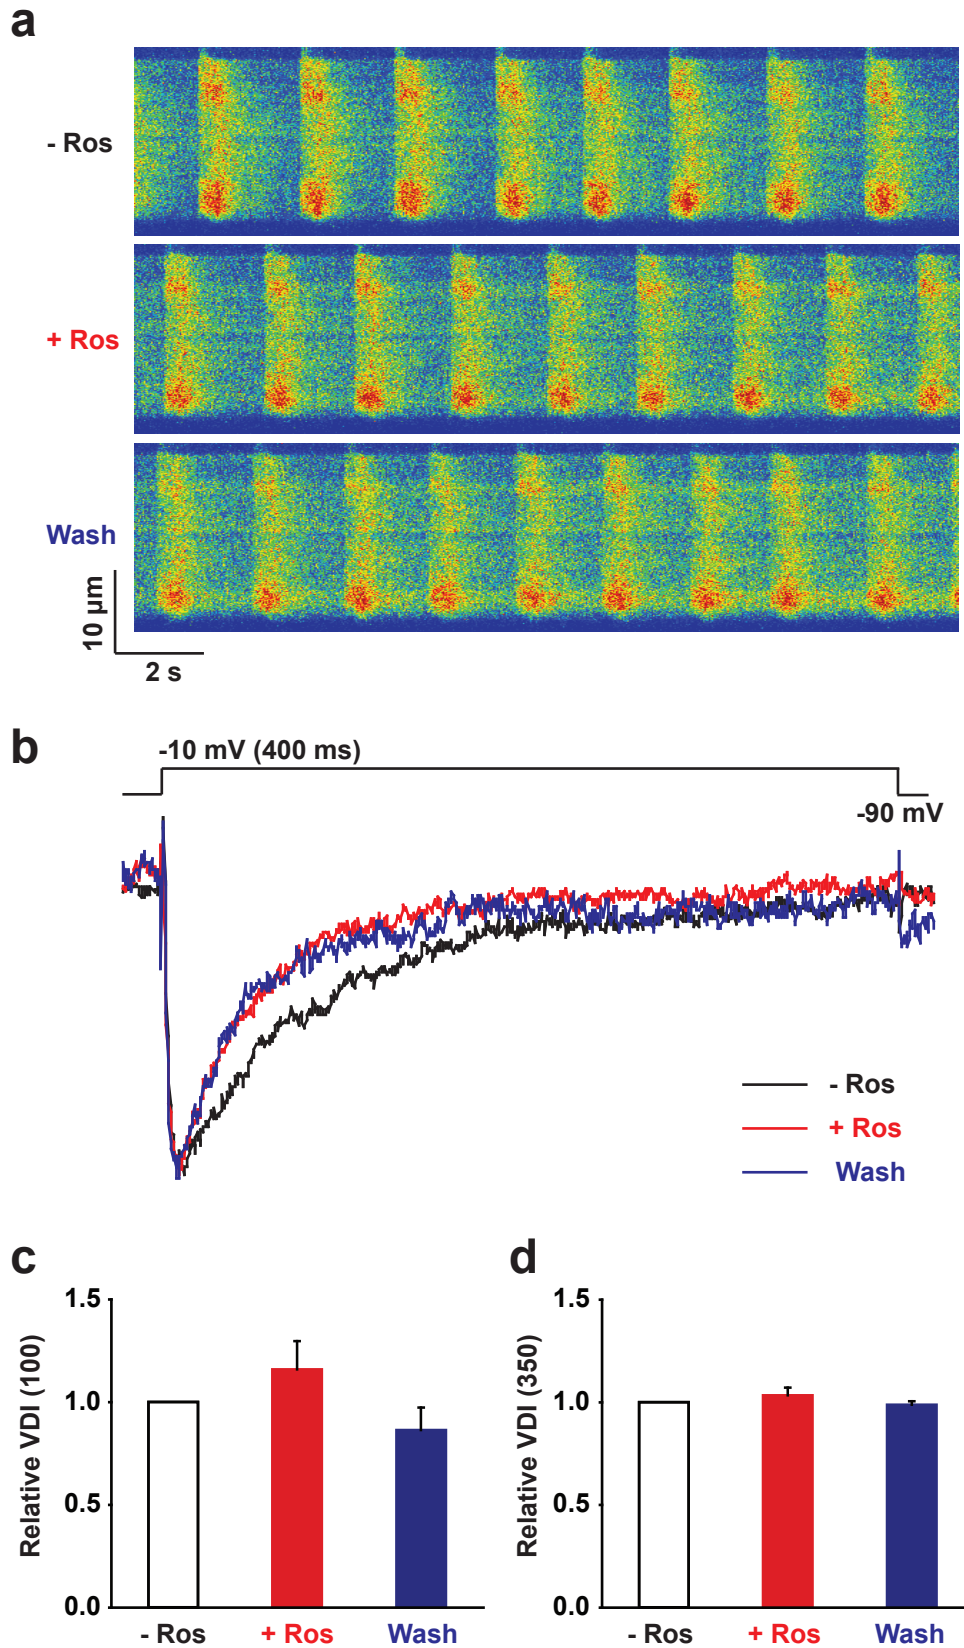 a
- Ros
+ Ros
Wash
10 µm
2 s
b
-10 mV (400 ms)
-90 mV
- Ros
+ Ros
Wash
c
Relative VDI (100)
1.5
1.0
0.5
0.0
- Ros
+ Ros
Wash
d
Relative VDI (350)
1.5
1.0
0.5
0.0
- Ros
+ Ros
Wash